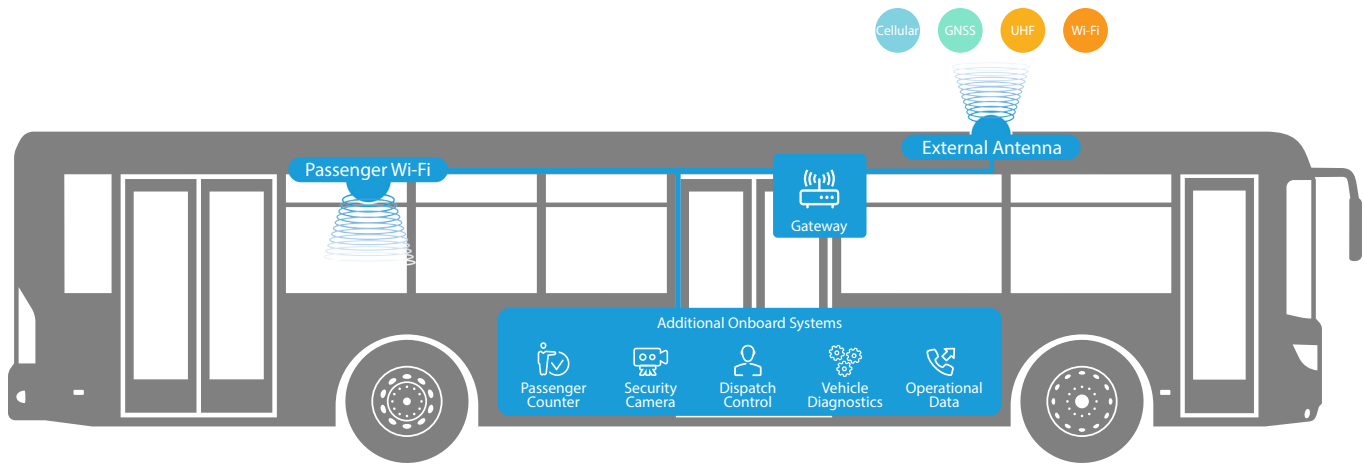 Cellular
GNSS
UHF
Wi-Fi
External Antenna
Passenger Wi-Fi
Gateway
Additional Onboard Systems
Passenger
Counter
Security
Camera
Dispatch
Control
Vehicle
Diagnostics
Operational
Data